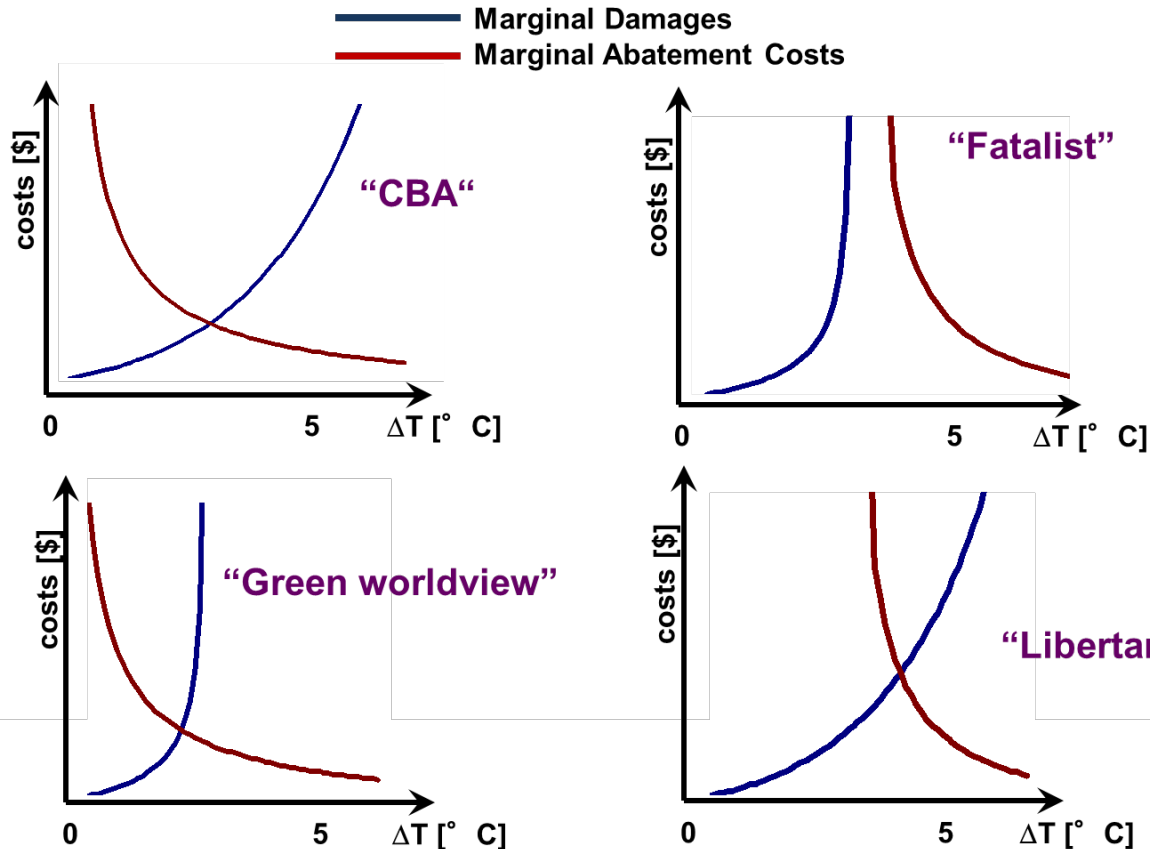 Marginal Damages
Marginal Abatement Costs
costs [$]
“CBA“
0 5 ΔT [° C]
costs [$]
“Fatalist”
0 5 ΔT [° C]
costs [$]
“Green worldview”
0 5 ΔT [° C]
costs [$]
“Libertar
0 5 ΔT [° C]